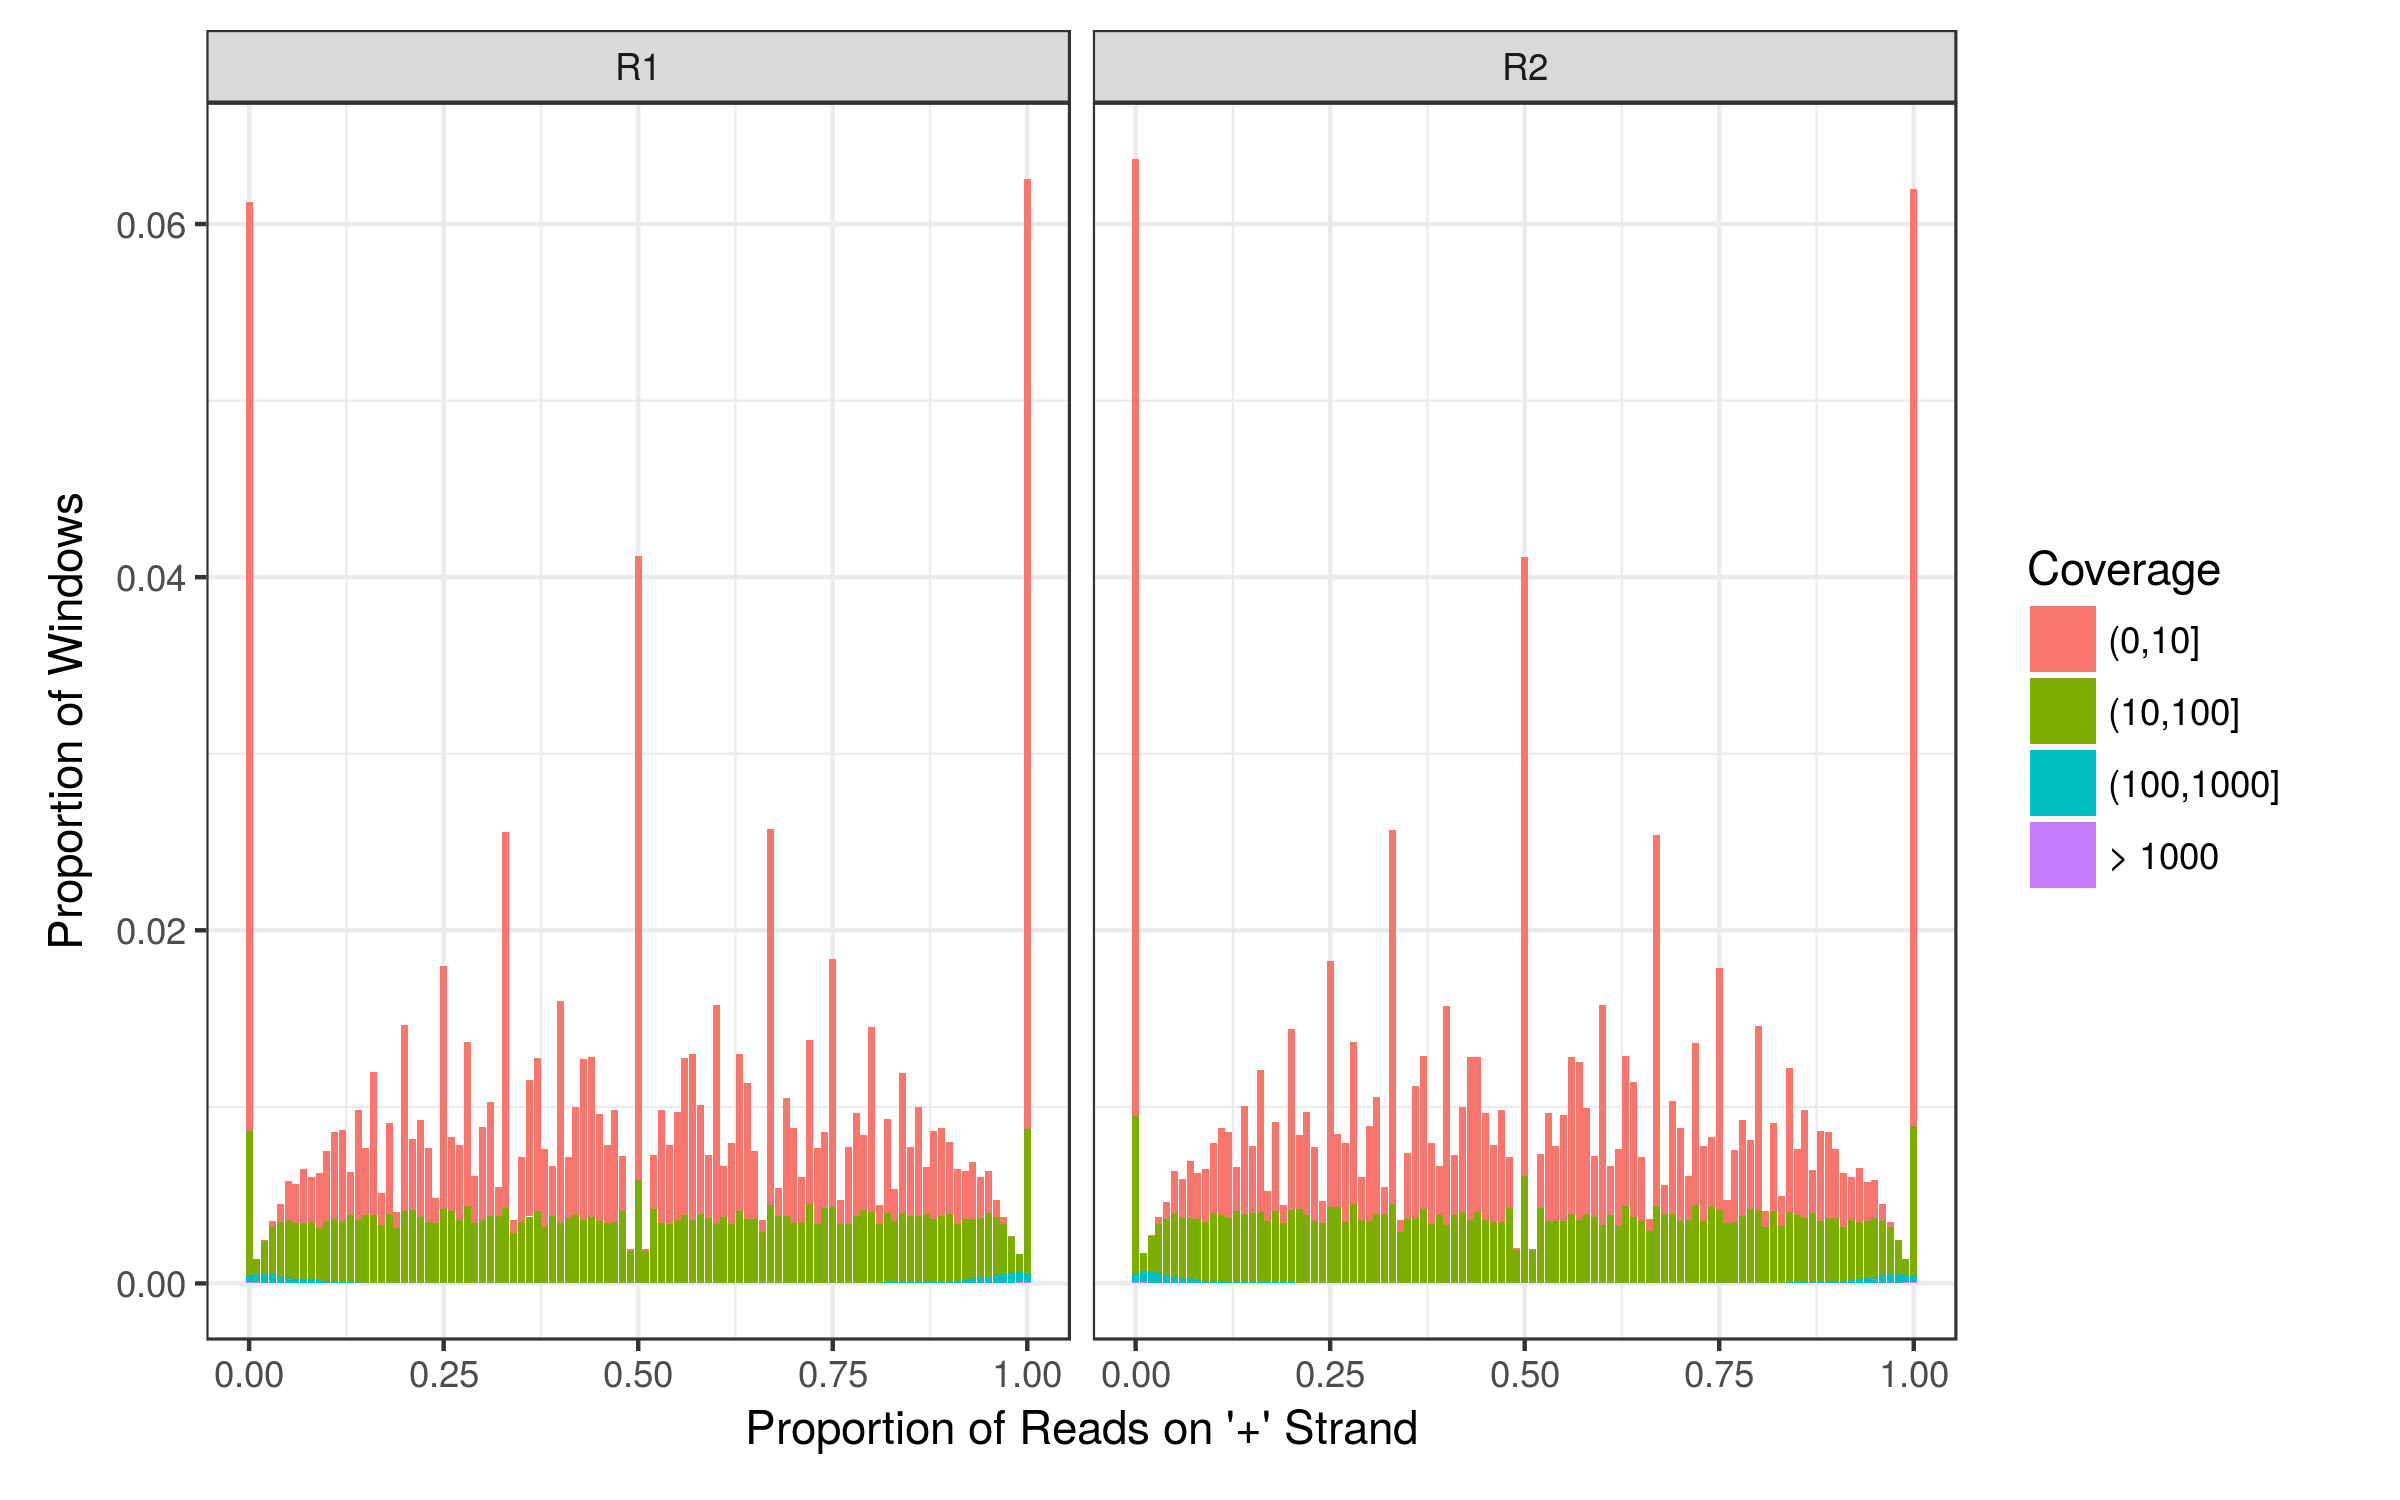 R1
R2
Proportion of Windows
0.06
0.04
0.02
0.00
0.00 0.25 0.50 0.75 1.00
0.00 0.25 0.50 0.75 1.00
Proportion of Reads on '+' Strand
Coverage
(0,10]
(10,100]
(100,1000]
> 1000